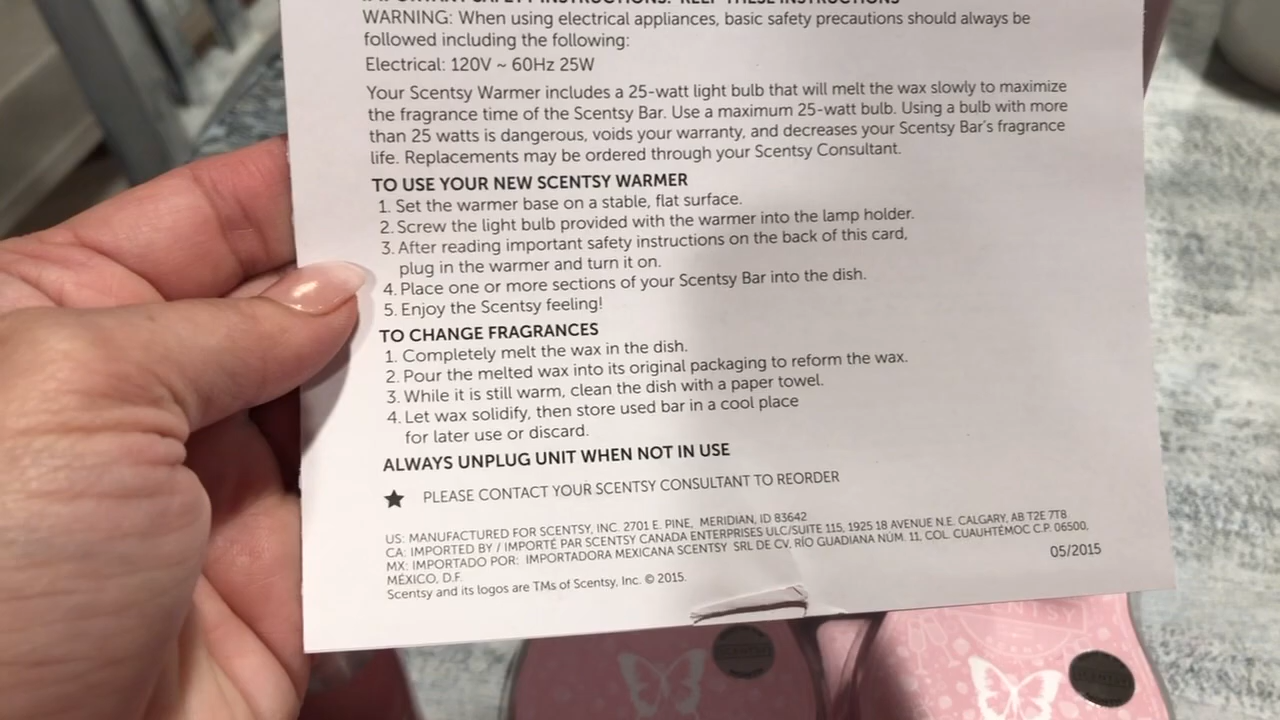 IMPORTANT SAFETY INSTRUCTIONS: KEEP THESE INSTRUCTIONS
WARNING: When using electrical appliances, basic safety precautions should always be
followed including the following:
Electrical: 120V ~ 60Hz 25W
Your Scentsy Warmer includes a 25-watt light bulb that will melt the wax slowly to maximize
the fragrance time of the Scentsy Bar. Use a maximum 25-watt bulb. Using a bulb with more
than 25 watts is dangerous, voids your warranty, and decreases your Scentsy Bar's fragrance
life. Replacements may be ordered through your Scentsy Consultant.
TO USE YOUR NEW SCENTSY WARMER
1. Set the warmer base on a stable, flat surface.
2. Screw the light bulb provided with the warmer into the lamp holder.
3. After reading important safety instructions on the back of this card,
plug in the warmer and turn it on.
4. Place one or more sections of your Scentsy Bar into the dish.
5. Enjoy the Scentsy feeling!
TO CHANGE FRAGRANCES
1. Completely melt the wax in the dish.
2. Pour the melted wax into its original packaging to reform the wax.
3. While it is still warm, clean the dish with a paper towel.
4. Let wax solidify, then store used bar in a cool place
for later use or discard.
ALWAYS UNPLUG UNIT WHEN NOT IN USE
★ PLEASE CONTACT YOUR SCENTSY CONSULTANT TO REORDER
US: MANUFACTURED FOR SCENTSY, INC. 2701 E. PINE, MERIDIAN, ID 83642
CA: IMPORTED BY / IMPORTÉ PAR SCENTSY CANADA ENTERPRISES ULC/SUITE 115, 1925 18 AVENUE N.E. CALGARY, AB T2E 7T8
MX: IMPORTADO POR: IMPORTADORA MEXICANA SCENTSY SRL DE CV, RÍO GUADIANA NÚM. 11, COL. CUAUHTÉMOC C.P. 06500,
MÉXICO, D.F.
Scentsy and its logos are TMs of Scentsy, Inc. © 2015.
05/2015
SCENTSY